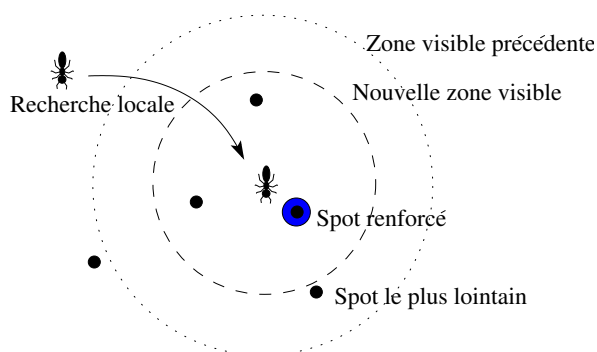 Zone visible précédente
Nouvelle zone visible
Recherche locale
Spot renforcé
Spot le plus lointain